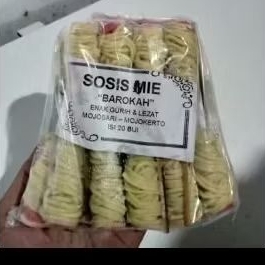 SOSIS MIE
"BAROKAH"
ENAK GURIH & LEZAT
MOJOSARI – MOJOKERTO
ISI 20 BIJI